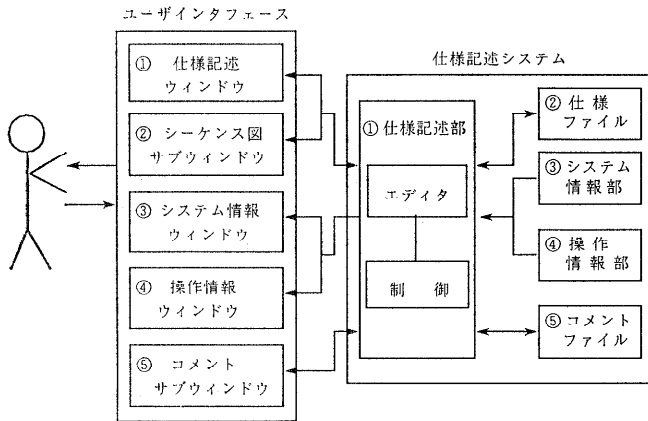 ユーザインタフェース
① 仕様記述
ウィンドウ
② シーケンス図
サブウィンドウ
③ システム情報
ウィンドウ
④ 操作情報
ウィンドウ
⑤ コメント
サブウィンドウ
仕様記述システム
①仕様記述部
エディタ
制 御
②仕 様
ファイル
③システム
情報部
④ 操 作
情 報 部
⑤コメント
ファイル